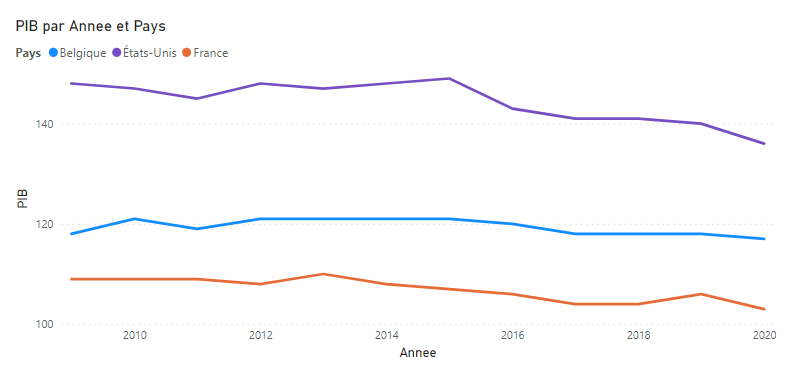 PIB par Annee et Pays
Pays Belgique États-Unis France
140
120
100
PIB
2010 2012 2014 2016 2018 2020
Annee